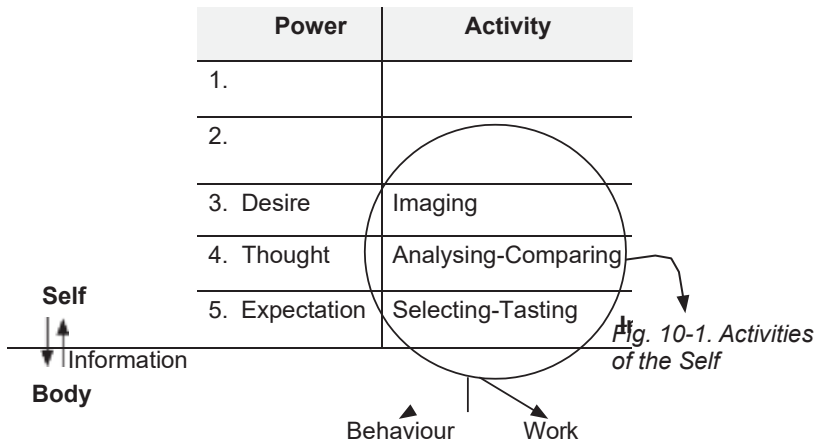 Power Activity
1.
2.
3. Desire Imaging
4. Thought Analysing-Comparing
5. Expectation Selecting-Tasting
Self
Information
Body
Fig. 10-1. Activities
of the Self
Behaviour Work